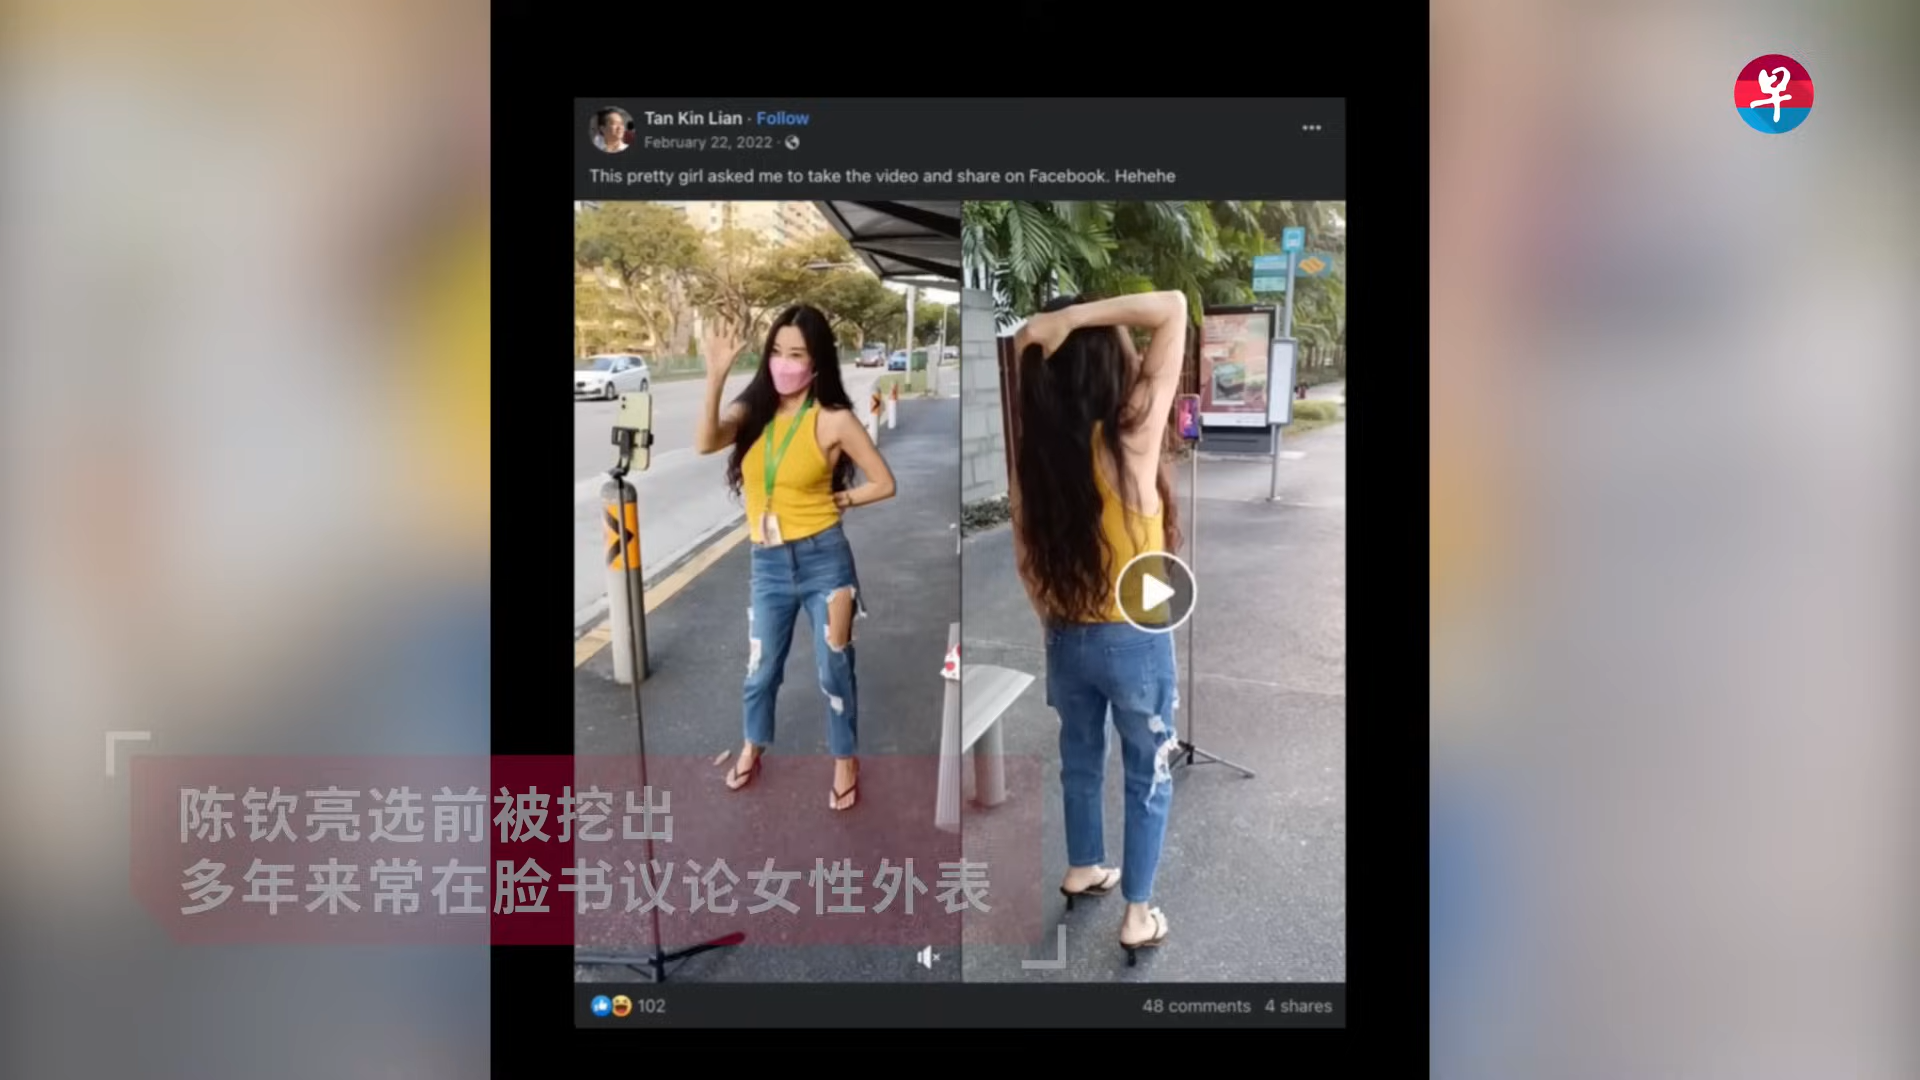 早
Tan Kin Lian · Follow
February 22, 2022 ·
This pretty girl asked me to take the video and share on Facebook. Hehehe
陈钦亮选前被挖出
多年来常在脸书议论女性外表
102
48 comments 4 shares